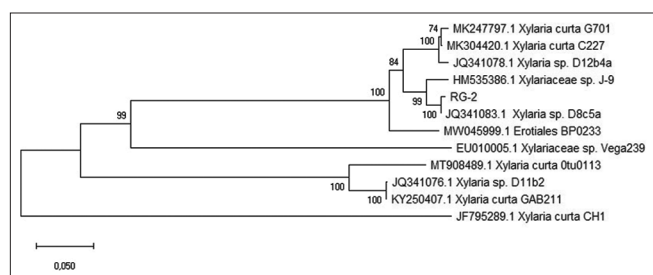 74
MK247797.1 Xylaria curta G701
100
MK304420.1 Xylaria curta C227
84
JQ341078.1 Xylaria sp. D12b4a
HM535386.1 Xylariaceae sp. J-9
100
99
RG-2
99
100
JQ341083.1 Xylaria sp. D8c5a
MW045999.1 Erotiales BP0233
EU010005.1 Xylariaceae sp. Vega239
MT908489.1 Xylaria curta 0tu0113
100
JQ341076.1 Xylaria sp. D11b2
100
KY250407.1 Xylaria curta GAB211
JF795289.1 Xylaria curta CH1
0,050